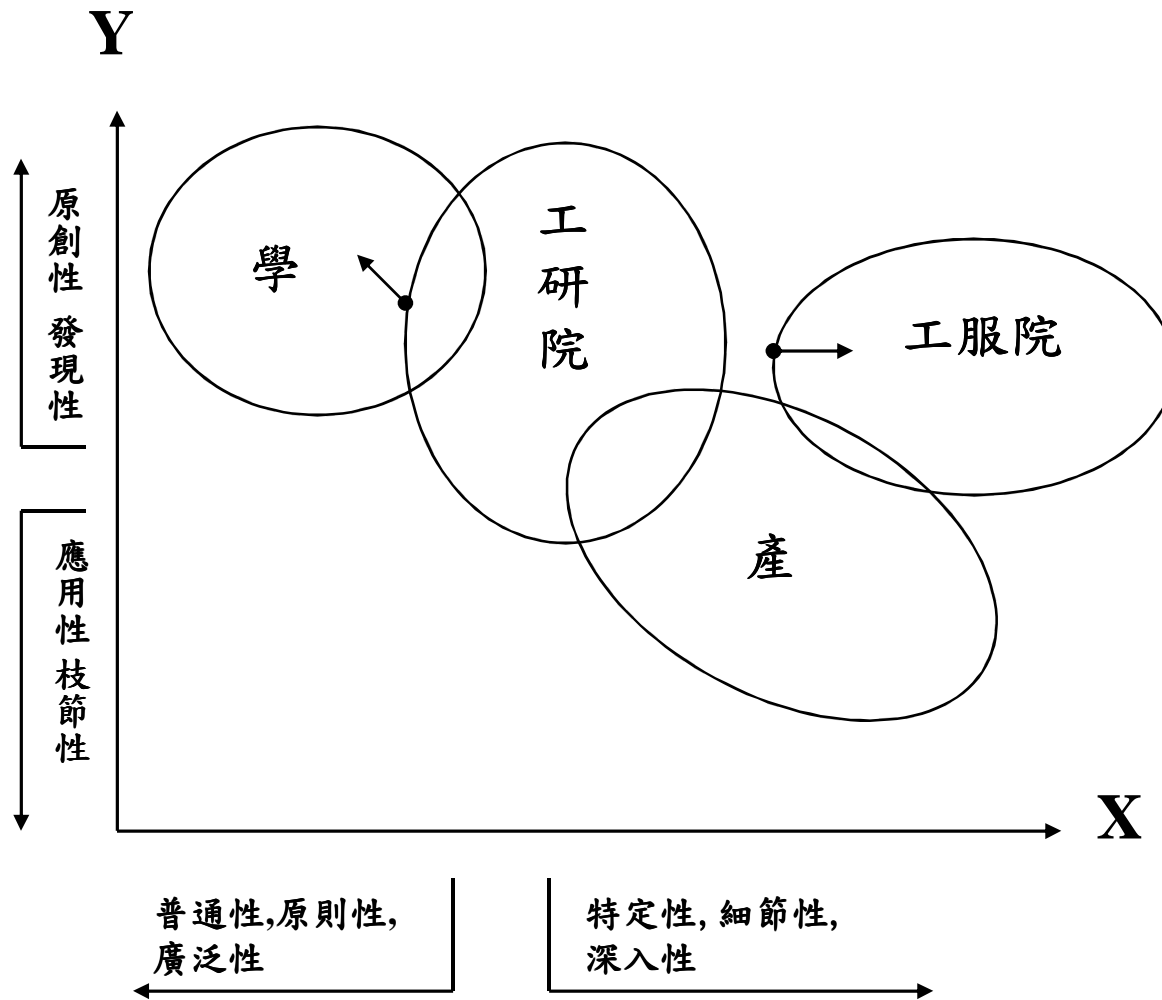 Y
原創性 發現性
學
工研院
工服院
應用性 枝節性
產
X
普通性,原則性,
廣泛性
特定性, 細節性,
深入性